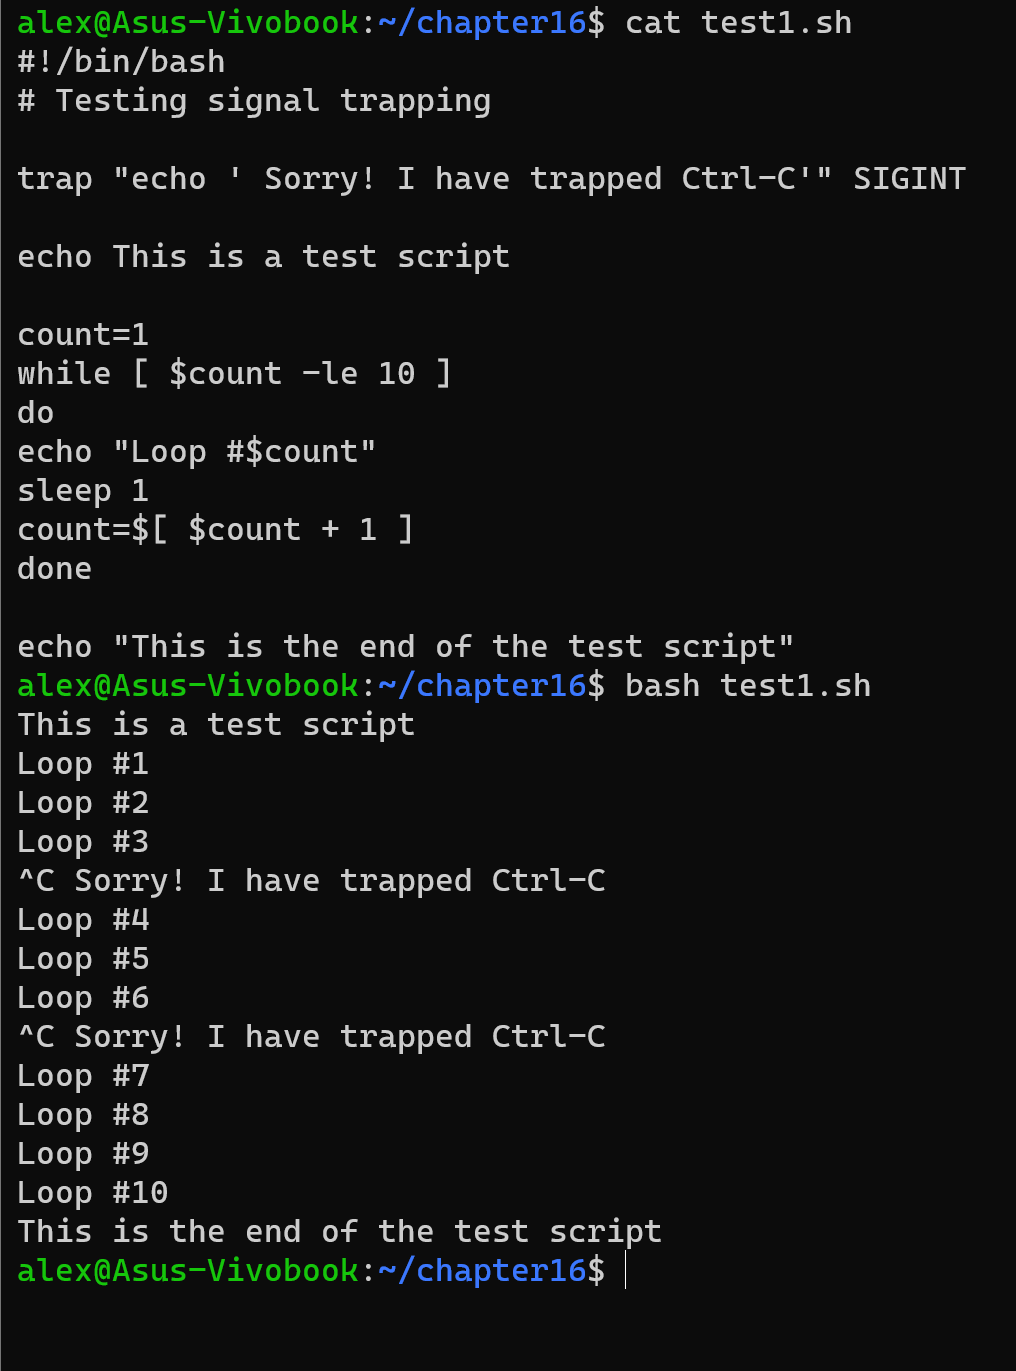 alex@Asus-Vivobook:~/chapter16$ cat test1.sh
#!/bin/bash
# Testing signal trapping
trap "echo ' Sorry! I have trapped Ctrl-C'" SIGINT
echo This is a test script
count=1
while [ $count -le 10 ]
do
echo "Loop #$count"
sleep 1
count=$[ $count + 1 ]
done
echo "This is the end of the test script"
alex@Asus-Vivobook:~/chapter16$ bash test1.sh
This is a test script
Loop #1
Loop #2
Loop #3
^C Sorry! I have trapped Ctrl-C
Loop #4
Loop #5
Loop #6
^C Sorry! I have trapped Ctrl-C
Loop #7
Loop #8
Loop #9
Loop #10
This is the end of the test script
alex@Asus-Vivobook:~/chapter16$